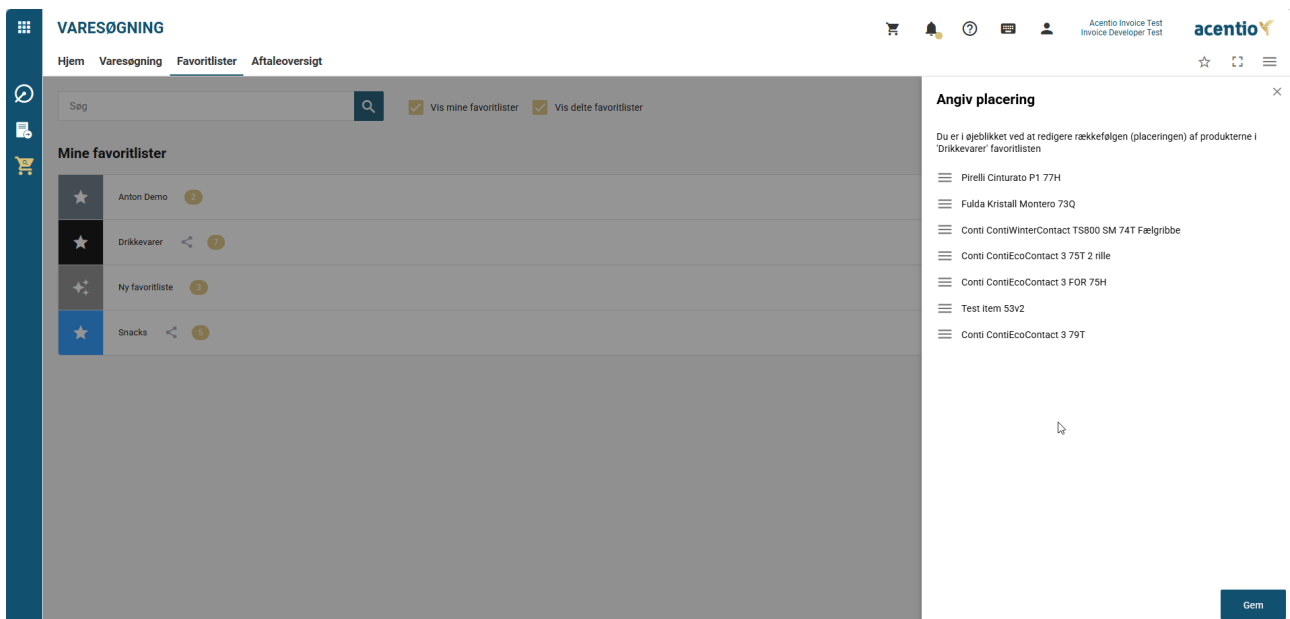 VARESØGNING
Acentio Invoice Test
Invoice Developer Test
acentio
Hjem Varesøgning Favoritlister Aftaleoversigt
Søg
Vis mine favoritlister Vis delte favoritlister
Mine favoritlister
Anton Demo 2
Drikkevarer 7
Ny favoritliste 3
Snacks 5
Angiv placering
Du er i øjeblikket ved at redigere rækkefølgen (placeringen) af produkterne i
'Drikkevarer' favoritlisten
Pirelli Cinturato P1 77H
Fulda Kristall Montero 73Q
Conti ContiWinterContact TS800 SM 74T Fælgribbe
Conti ContiEcoContact 3 75T 2 rille
Conti ContiEcoContact 3 FOR 75H
Test item 53v2
Conti ContiEcoContact 3 79T
Gem